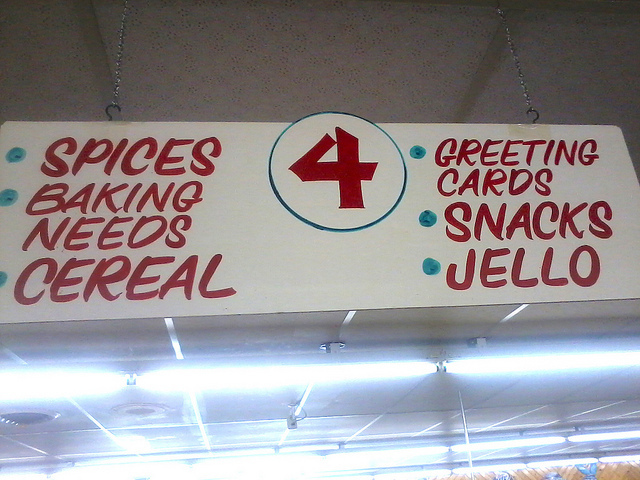 SPICES
BAKING
NEEDS
CEREAL
4
GREETING
CARDS
SNACKS
JELLO